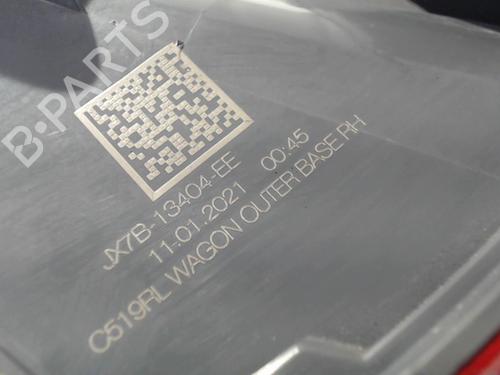 B-PARTS
JX7B-13404-EE
11.01.2021 00:45
C519RL WAGON OUTER BASE RH